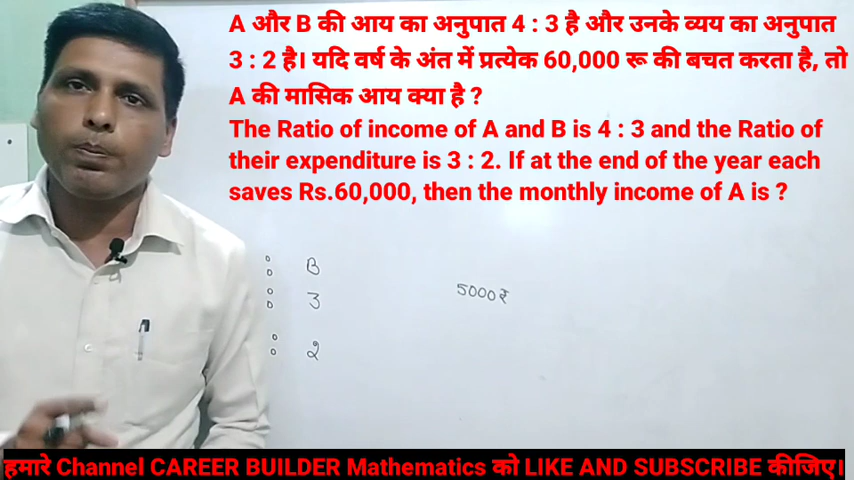 A और B की आय का अनुपात 4 : 3 है और उनके व्यय का अनुपात
3 : 2 है। यदि वर्ष के अंत में प्रत्येक 60,000 रू की बचत करता है, तो
A की मासिक आय क्या है ?
The Ratio of income of A and B is 4 : 3 and the Ratio of
their expenditure is 3 : 2. If at the end of the year each
saves Rs.60,000, then the monthly income of A is ?
: B
: 3 5000₹
: 2
हमारे Channel CAREER BUILDER Mathematics को LIKE AND SUBSCRIBE कीजिए।